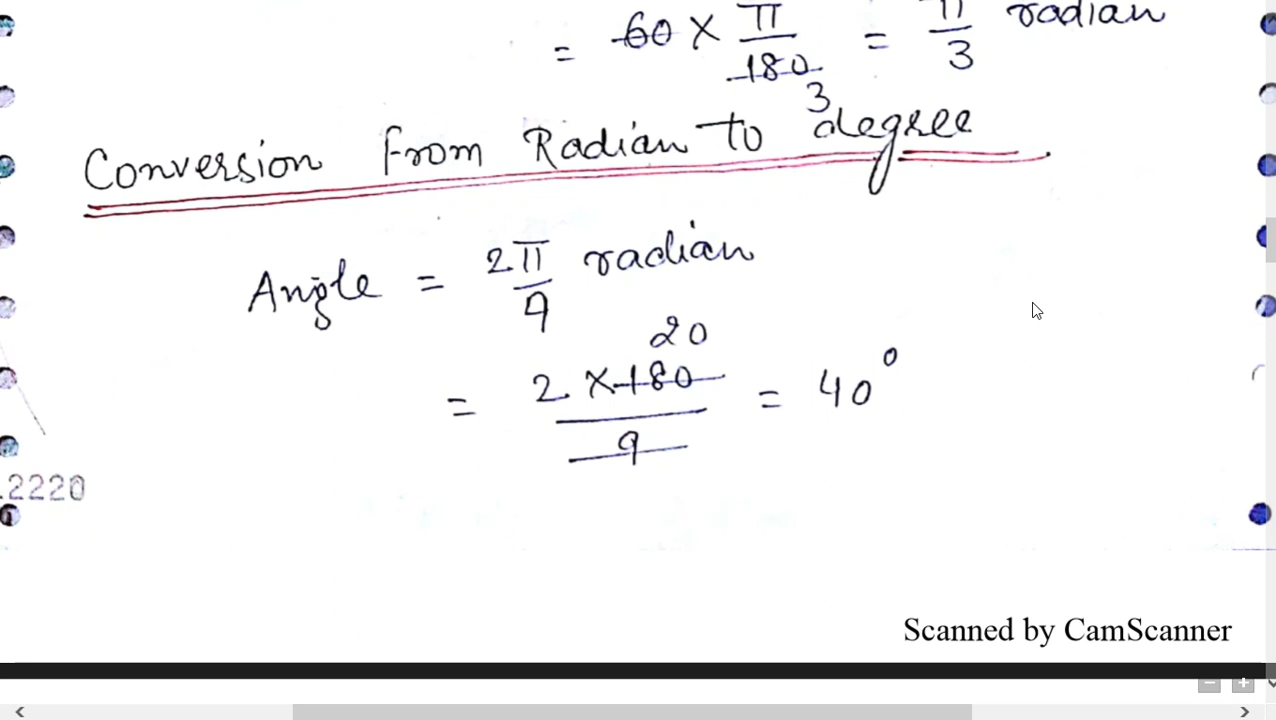 = 60 × π/180 = π/3 radian
3
Conversion From Radian To degree
Angle = 2π/9 radian
20
= 2 × 180/9 = 40°
.2220
Scanned by CamScanner